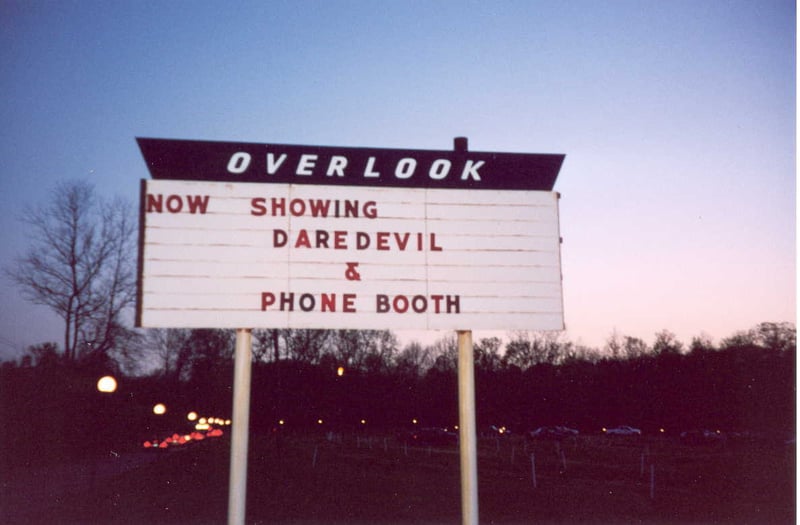 OVERLOOK
NOW SHOWING
DAREDEVIL
&
PHONE BOOTH